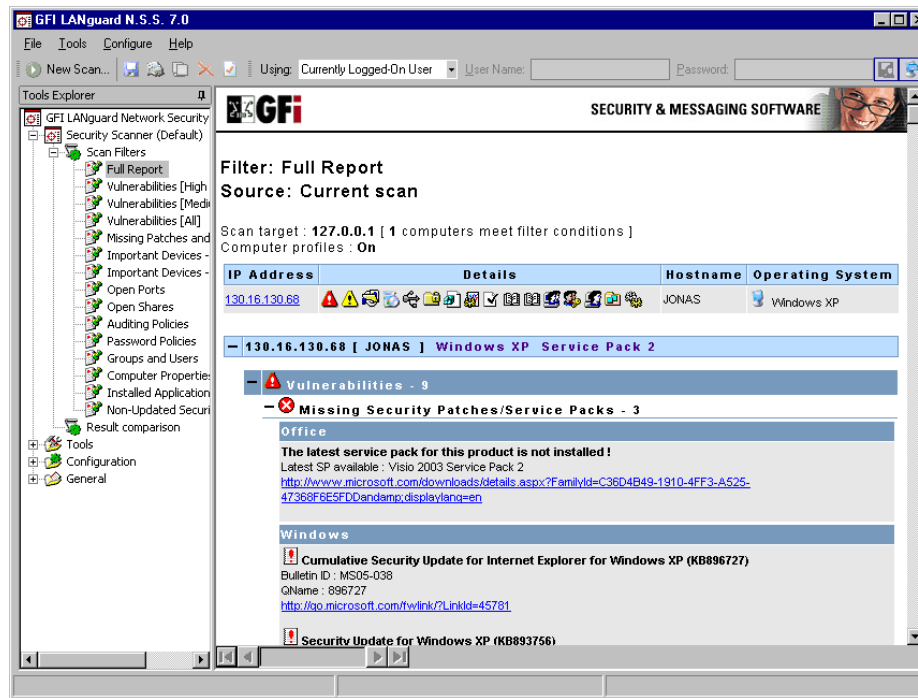 GFI LANguard N.S.S. 7.0
File Tools Configure Help
New Scan... Using: Currently Logged-On User User Name: Password:
Tools Explorer
GFI LANguard Network Security
Security Scanner (Default)
Scan Filters
Full Report
Vulnerabilities [High
Vulnerabilities [Medi
Vulnerabilities [All]
Missing Patches and
Important Devices -
Important Devices -
Open Ports
Open Shares
Auditing Policies
Password Policies
Groups and Users
Computer Propertie
Installed Application
Non-Updated Securi
Result comparison
Tools
Configuration
General
GFi SECURITY & MESSAGING SOFTWARE
Filter: Full Report
Source: Current scan
Scan target : 127.0.0.1 [ 1 computers meet filter conditions ]
Computer profiles : On
IP Address Details Hostname Operating System
130.16.130.68 JONAS Windows XP
130.16.130.68 [ JONAS ] Windows XP Service Pack 2
Vulnerabilities - 9
Missing Security Patches/Service Packs - 3
Office
The latest service pack for this product is not installed !
Latest SP available : Visio 2003 Service Pack 2
http://www.microsoft.com/downloads/details.aspx?FamilyId=C36D4B49-1910-4FF3-A525-
47368F6E5FDDandamp;displaylang=en
Windows
Cumulative Security Update for Internet Explorer for Windows XP (KB896727)
Bulletin ID : MS05-038
QName : 896727
http://go.microsoft.com/fwlink/?LinkId=45781
Security Update for Windows XP (KB893756)